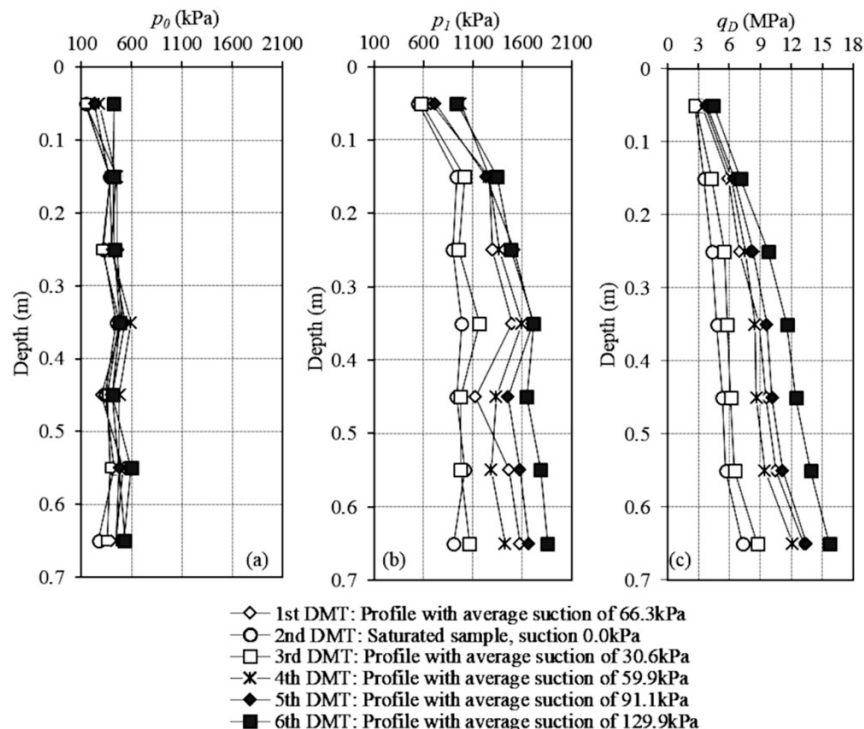 p0 (kPa) p1 (kPa) qD (MPa)
100 600 1100 1600 2100 100 600 1100 1600 2100 0 3 6 9 12 15 18
0 0 0
0.1 0.1 0.1
0.2 0.2 0.2
0.3 0.3 0.3
Depth (m) Depth (m) Depth (m)
0.4 0.4 0.4
0.5 0.5 0.5
0.6 0.6 0.6
(a) (b) (c)
0.7 0.7 0.7
1st DMT: Profile with average suction of 66.3kPa
2nd DMT: Saturated sample, suction 0.0kPa
3rd DMT: Profile with average suction of 30.6kPa
4th DMT: Profile with average suction of 59.9kPa
5th DMT: Profile with average suction of 91.1kPa
6th DMT: Profile with average suction of 129.9kPa